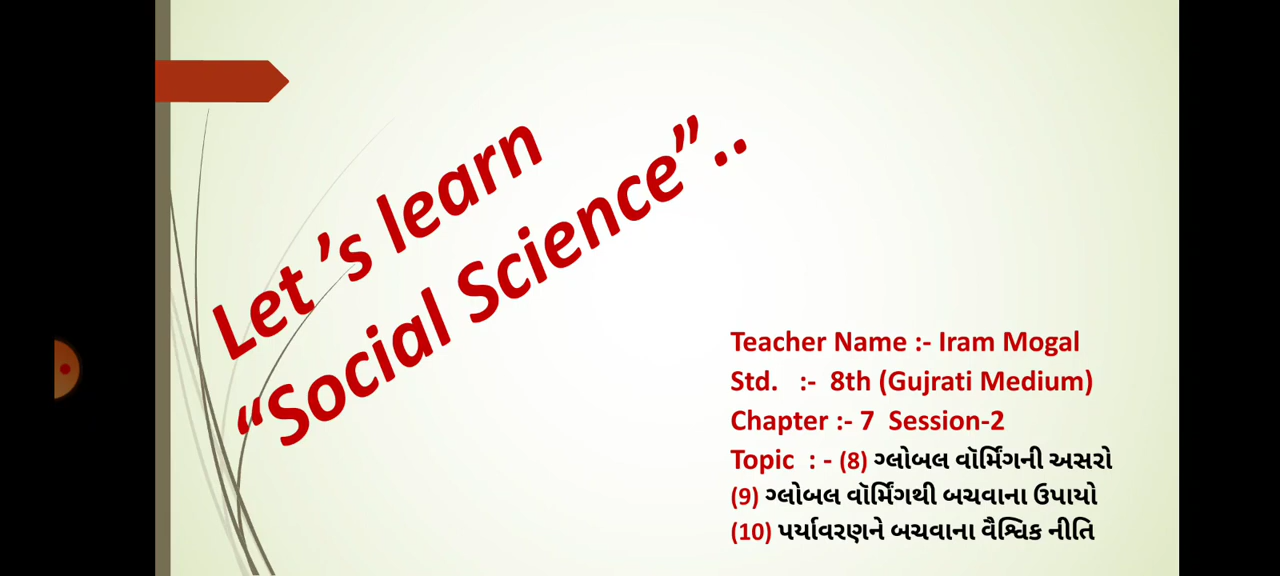 Let's learn
“Social Science”..
Teacher Name :- Iram Mogal
Std. :- 8th (Gujrati Medium)
Chapter :- 7 Session-2
Topic : - (8) ગ્લોબલ વૉર્મિંગની અસરો
(9) ગ્લોબલ વૉર્મિંગથી બચવાના ઉપાયો
(10) પર્યાવરણને બચવાના વૈશ્વિક નીતિ